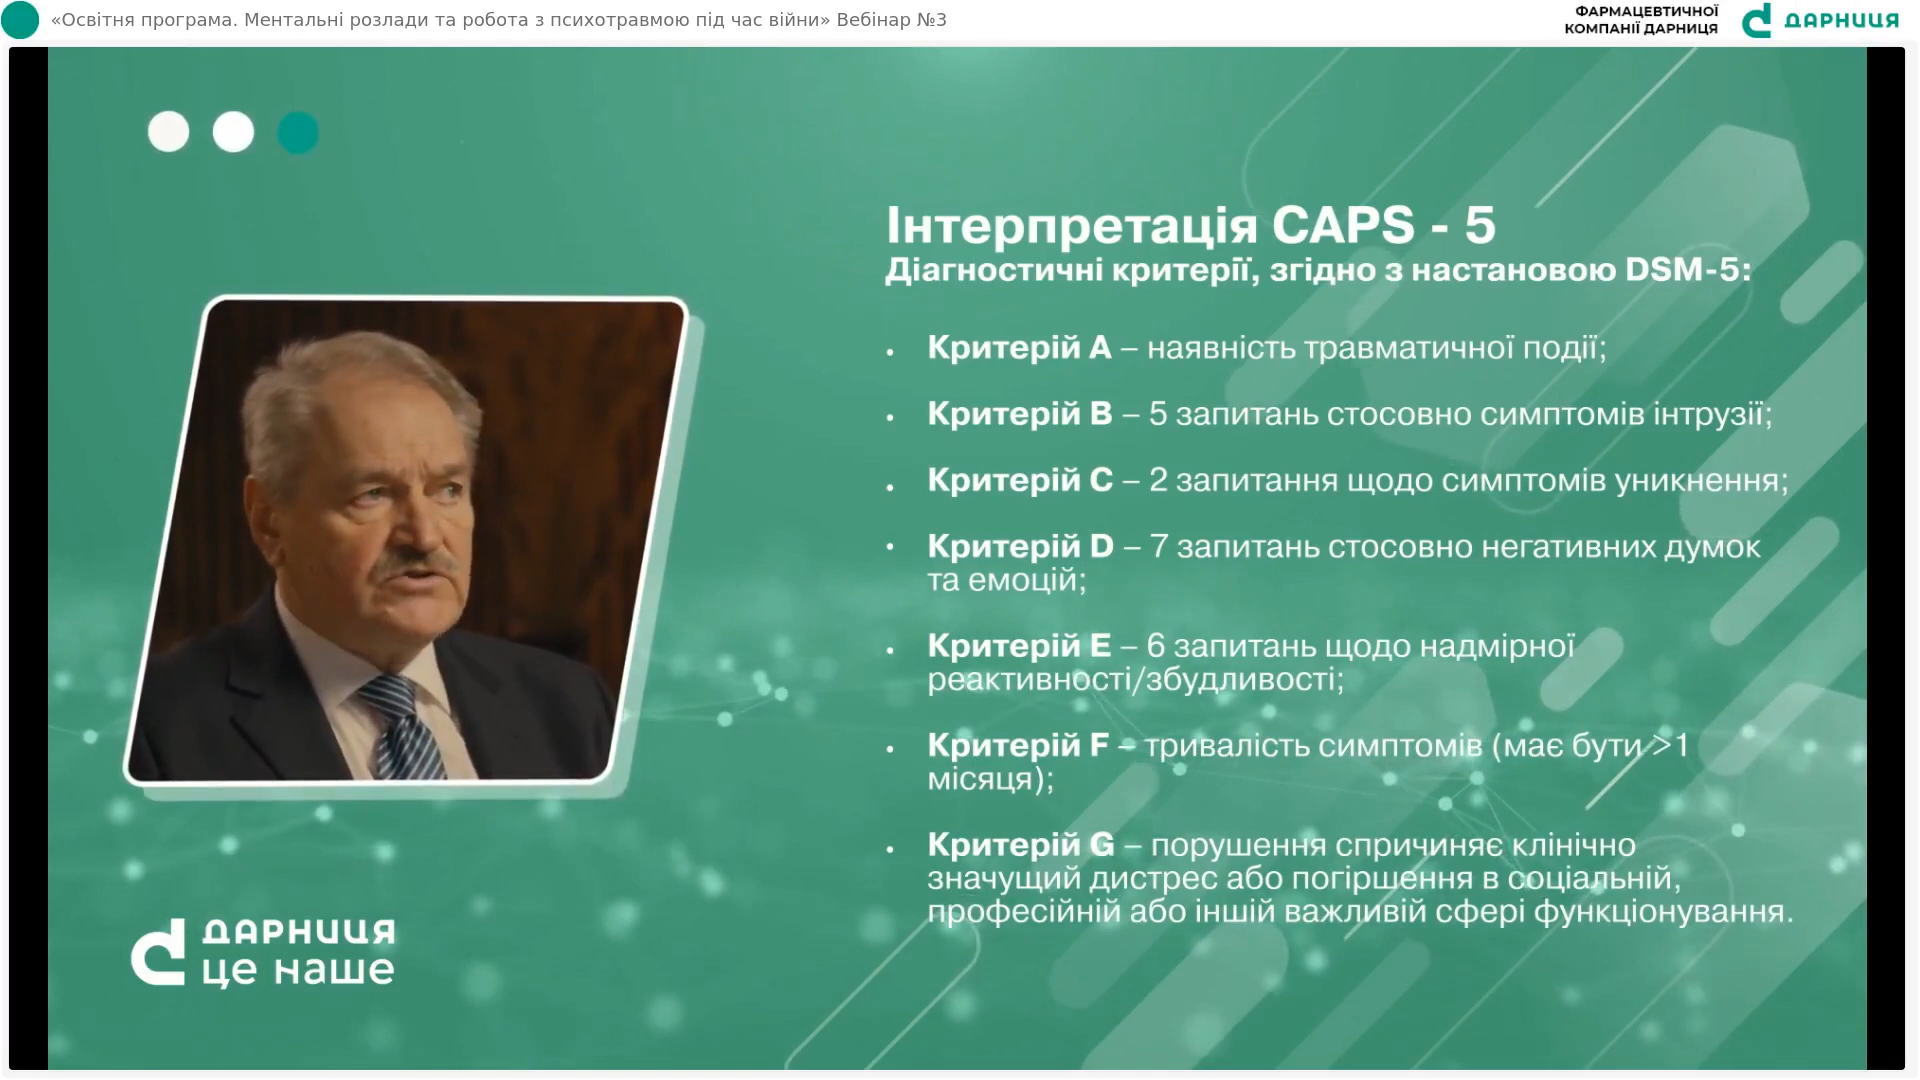 «Освітня програма. Ментальні розлади та робота з психотравмою під час війни» Вебінар №3
ФАРМАЦЕВТИЧНОЇ
КОМПАНІЇ ДАРНИЦЯ
ДАРНИЦЯ
Інтерпретація CAPS - 5
Діагностичні критерії, згідно з настановою DSM-5:
• Критерій A – наявність травматичної події;
• Критерій B – 5 запитань стосовно симптомів інтрузії;
• Критерій C – 2 запитання щодо симптомів уникнення;
• Критерій D – 7 запитань стосовно негативних думок
та емоцій;
• Критерій E – 6 запитань щодо надмірної
реактивності/збудливості;
• Критерій F – тривалість симптомів (має бути >1
місяця);
• Критерій G – порушення спричиняє клінічно
значущий дистрес або погіршення в соціальній,
професійній або іншій важливій сфері функціонування.
ДАРНИЦЯ
це наше